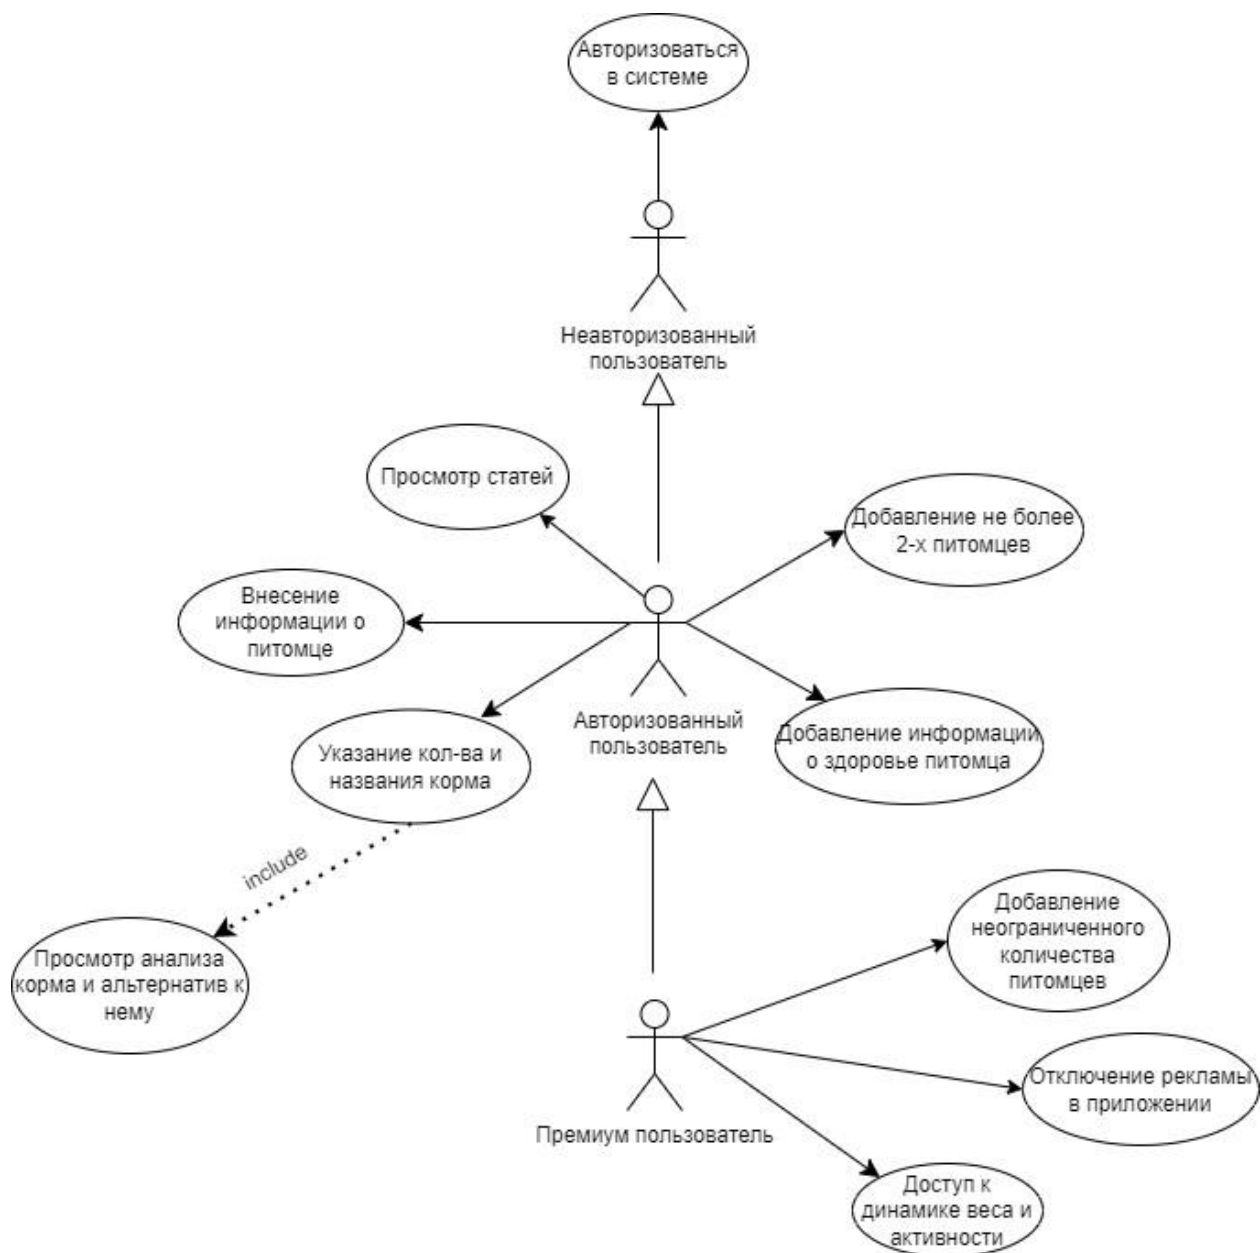 Авторизоваться
в системе
Неавторизованный
пользователь
Просмотр статей
Добавление не более
2-х питомцев
Внесение
информации о
питомце
Авторизованный
пользователь
Указание кол-ва и
названия корма
Добавление информации
о здоровье питомца
include
Просмотр анализа
корма и альтернатив к
нему
Добавление
неограниченного
количества
питомцев
Отключение рекламы
в приложении
Премиум пользователь
Доступ к
динамике веса и
активности